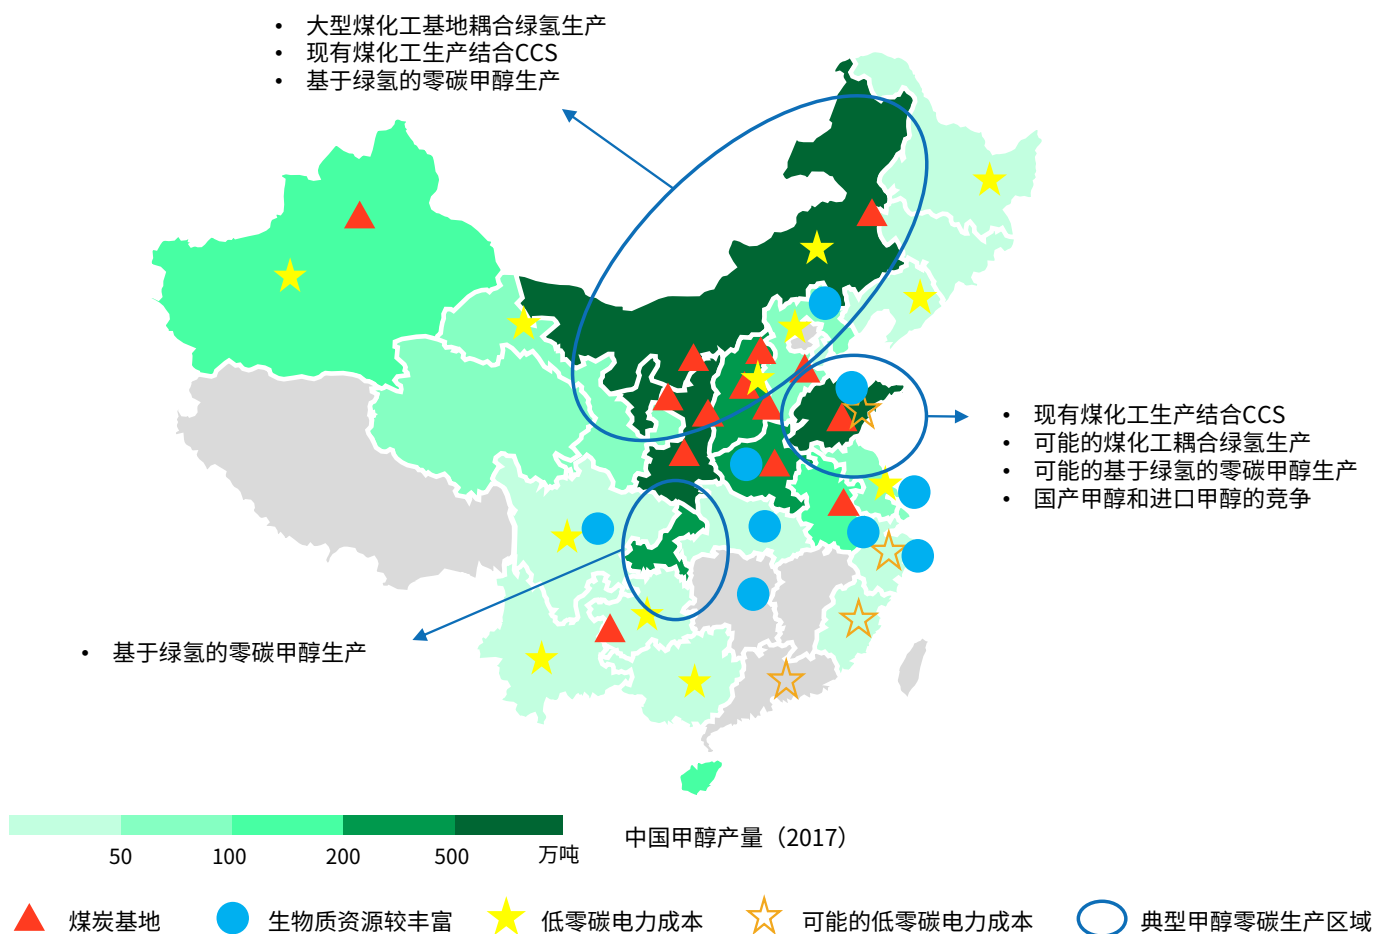 • 大型煤化工基地耦合绿氢生产
• 现有煤化工生产结合CCS
• 基于绿氢的零碳甲醇生产
• 现有煤化工生产结合CCS
• 可能的煤化工耦合绿氢生产
• 可能的基于绿氢的零碳甲醇生产
• 国产甲醇和进口甲醇的竞争
• 基于绿氢的零碳甲醇生产
50 100 200 500 万吨
中国甲醇产量（2017）
煤炭基地 生物质资源较丰富 低零碳电力成本 可能的低零碳电力成本 典型甲醇零碳生产区域